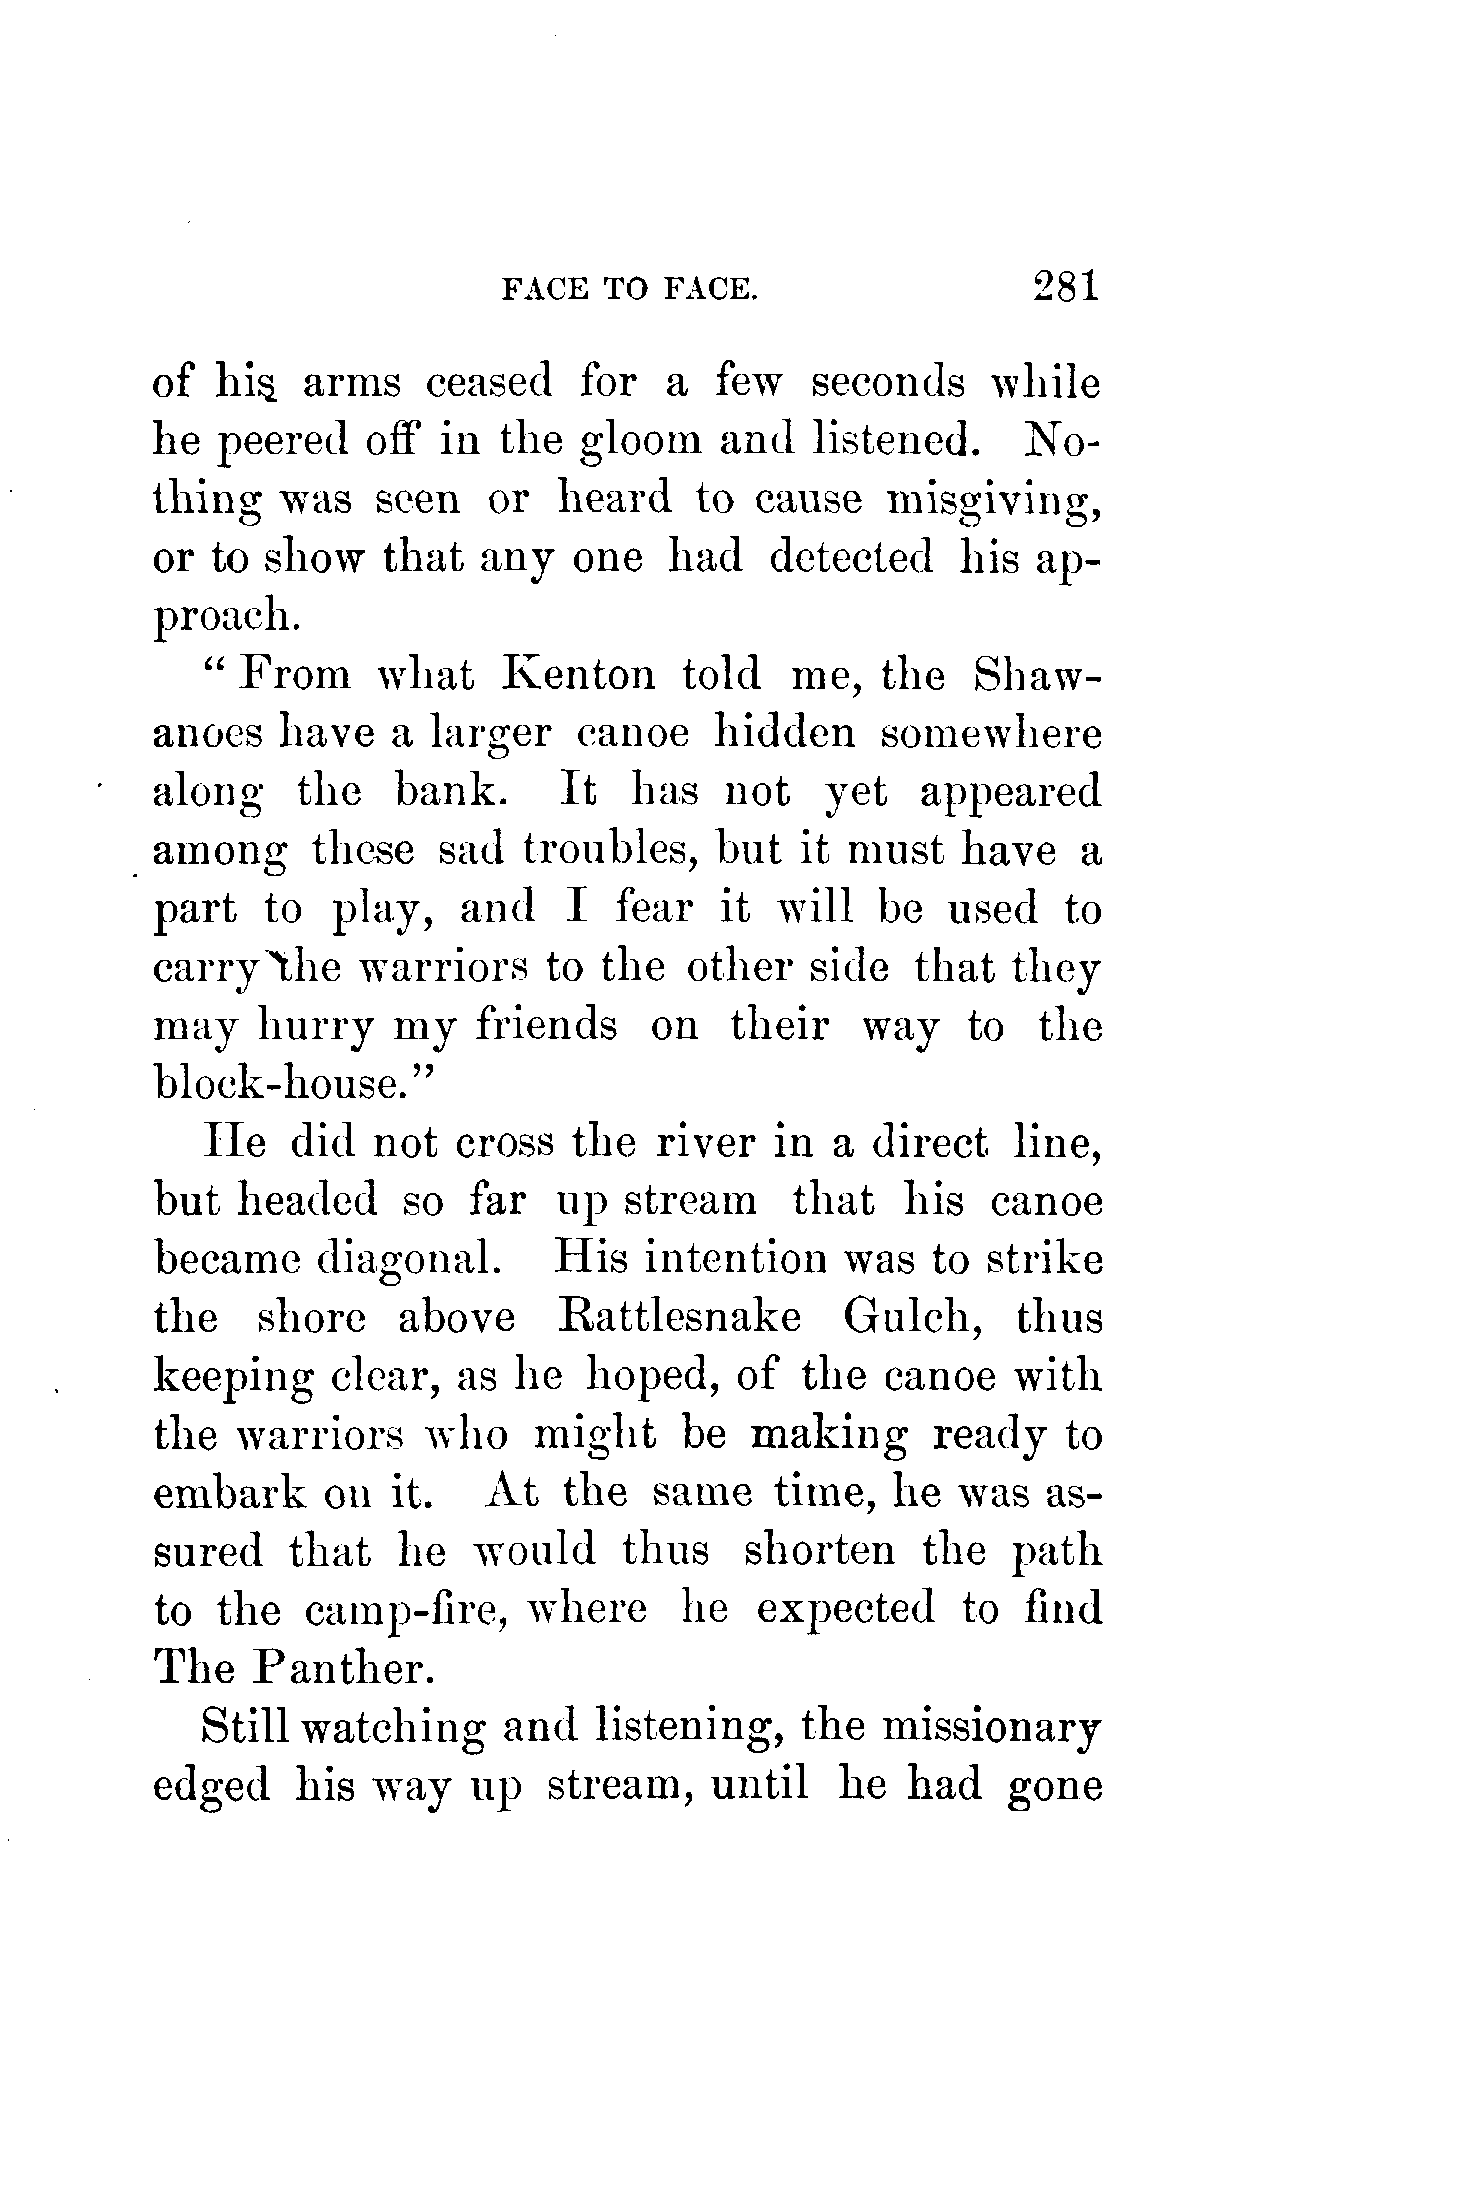 FACE TO FACE. 281
of his arms ceased for a few seconds while
he peered off in the gloom and listened. No-
thing was seen or heard to cause misgiving,
or to show that any one had detected his ap-
proach.
“ From what Kenton told me, the Shaw-
anoes have a larger canoe hidden somewhere
along the bank. It has not yet appeared
among these sad troubles, but it must have a
part to play, and I fear it will be used to
carry the warriors to the other side that they
may hurry my friends on their way to the
block-house.”
He did not cross the river in a direct line,
but headed so far up stream that his canoe
became diagonal. His intention was to strike
the shore above Rattlesnake Gulch, thus
keeping clear, as he hoped, of the canoe with
the warriors who might be making ready to
embark on it. At the same time, he was as-
sured that he would thus shorten the path
to the camp-fire, where he expected to find
The Panther.
Still watching and listening, the missionary
edged his way up stream, until he had gone